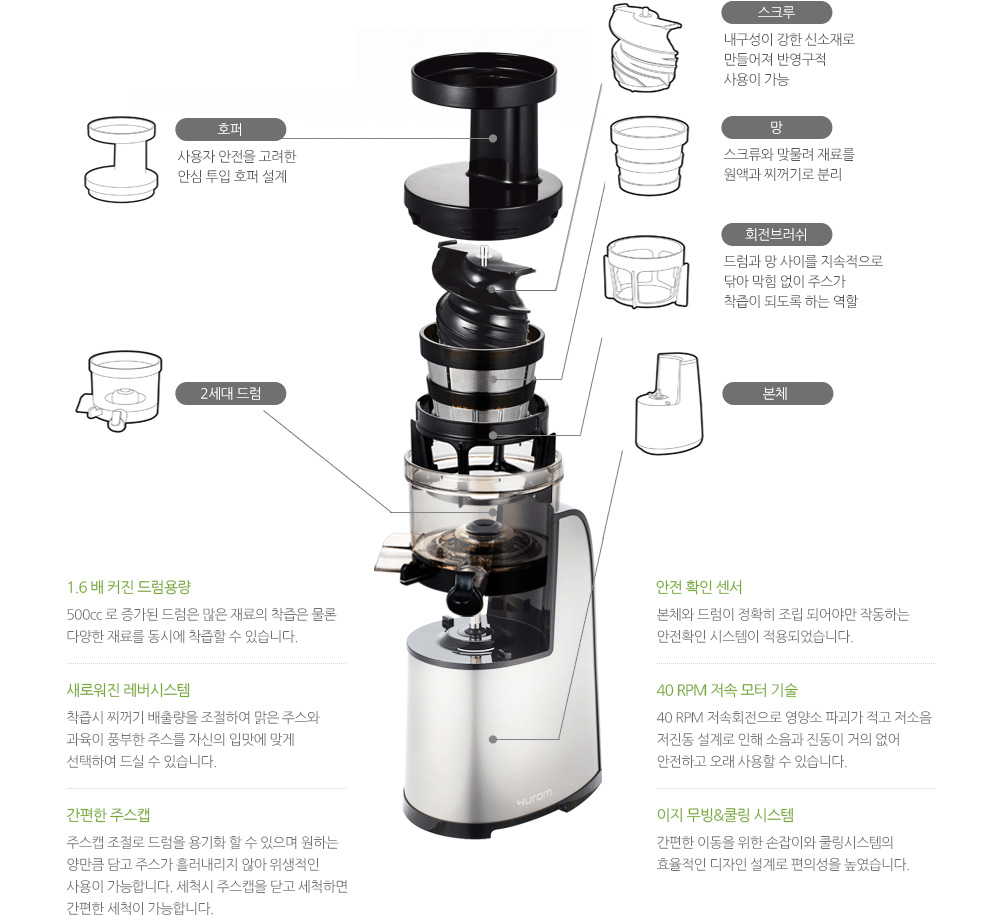 스크루
내구성이 강한 신소재로
만들어져 반영구적
사용이 가능
호퍼
사용자 안전을 고려한
안심 투입 호퍼 설계
망
스크류와 맞물려 재료를
원액과 찌꺼기로 분리
회전브러쉬
드럼과 망 사이를 지속적으로
닦아 막힘 없이 주스가
착즙이 되도록 하는 역할
2세대 드럼
본체
1.6 배 커진 드럼용량
500cc 로 증가된 드럼은 많은 재료의 착즙은 물론
다양한 재료를 동시에 착즙할 수 있습니다.
새로워진 레버시스템
착즙시 찌꺼기 배출량을 조절하여 맑은 주스와
과육이 풍부한 주스를 자신의 입맛에 맞게
선택하여 드실 수 있습니다.
간편한 주스캡
주스캡 조절로 드럼을 용기화 할 수 있으며 원하는
양만큼 담고 주스가 흘러내리지 않아 위생적인
사용이 가능합니다. 세척시 주스캡을 닫고 세척하면
간편한 세척이 가능합니다.
안전 확인 센서
본체와 드럼이 정확히 조립 되어야만 작동하는
안전확인 시스템이 적용되었습니다.
40 RPM 저속 모터 기술
40 RPM 저속회전으로 영양소 파괴가 적고 저소음
저진동 설계로 인해 소음과 진동이 거의 없어
안전하고 오래 사용할 수 있습니다.
이지 무빙&쿨링 시스템
간편한 이동을 위한 손잡이와 쿨링시스템의
효율적인 디자인 설계로 편의성을 높였습니다.
Hurom